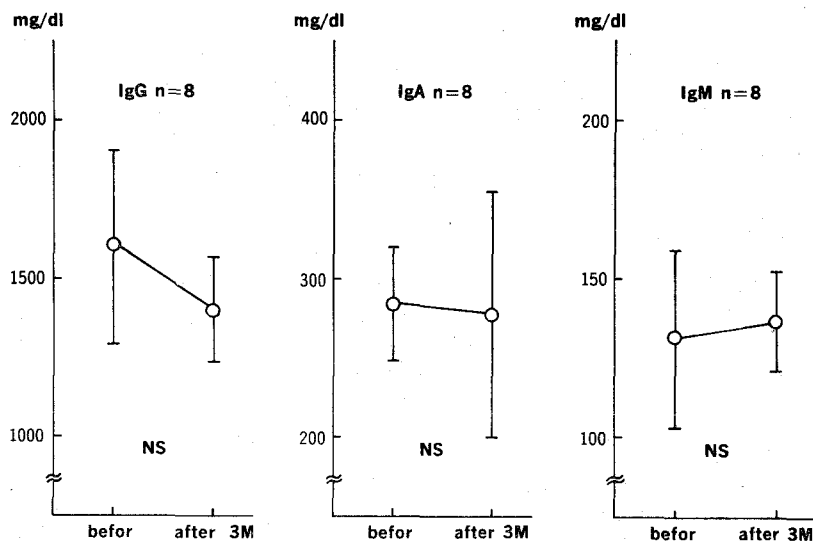 mg/dl
IgG n=8
2000
1500
1000
NS
befor after 3M
mg/dl
IgA n=8
400
300
200
NS
befor after 3M
mg/dl
IgM n=8
200
150
100
NS
befor after 3M